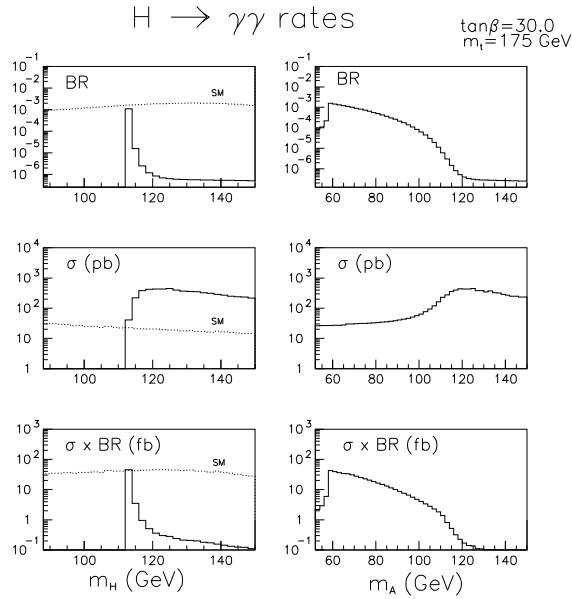 H → γγ rates
tanβ=30.0
m_t=175 GeV
10^-1
10^-2
10^-3
10^-4
10^-5
10^-6
BR
SM
100 120 140
10^-1
10^-2
10^-3
10^-4
10^-5
10^-6
BR
60 80 100 120 140
10^4
10^3
10^2
10
1
σ (pb)
SM
100 120 140
10^4
10^3
10^2
10
1
σ (pb)
60 80 100 120 140
10^3
10^2
10
1
10^-1
σ x BR (fb)
SM
100 120 140
m_H (GeV)
10^3
10^2
10
1
10^-1
σ x BR (fb)
60 80 100 120 140
m_A (GeV)